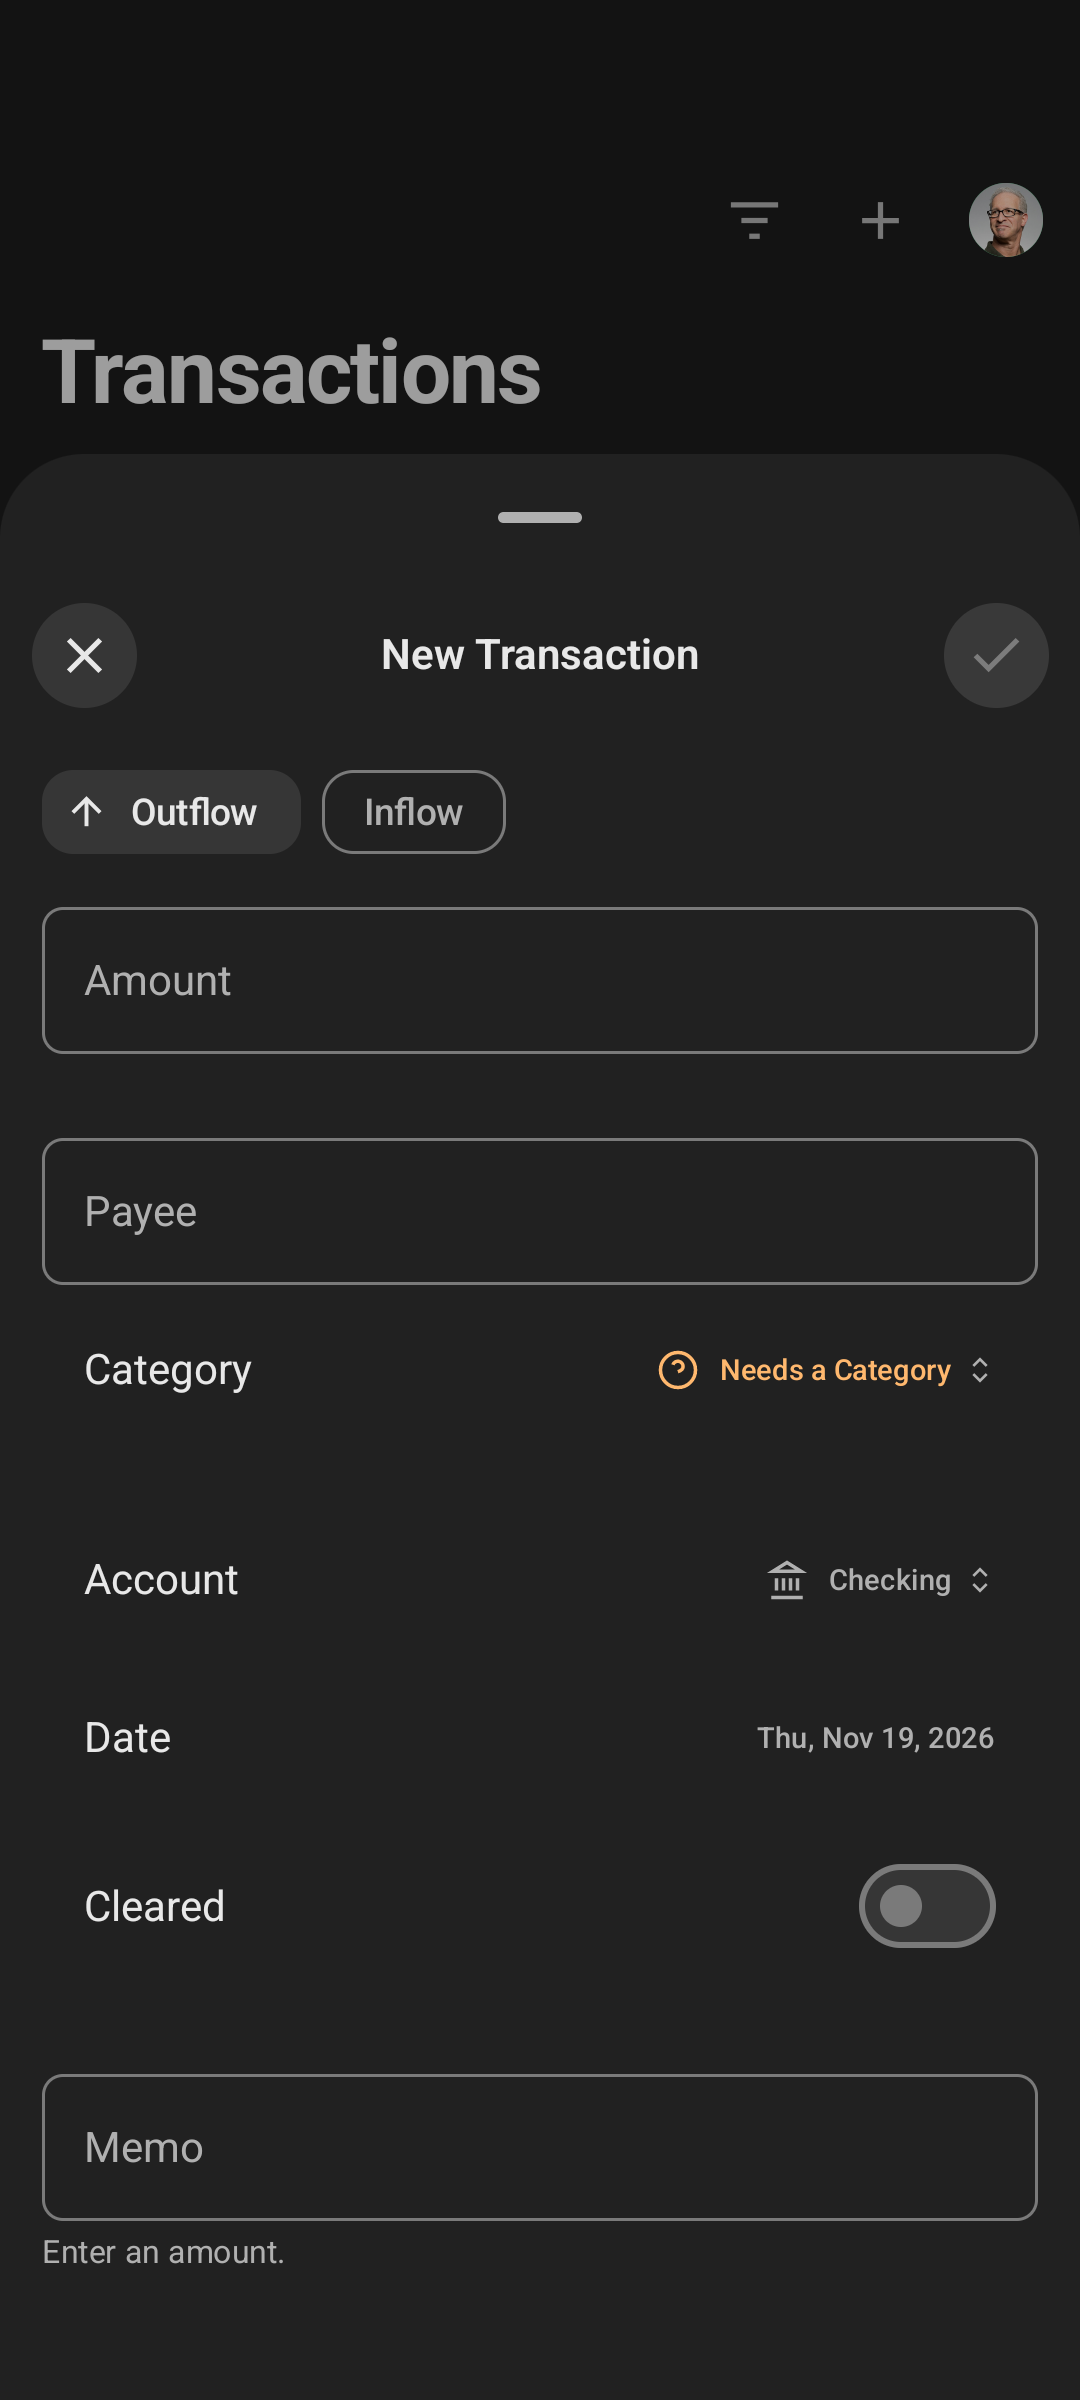 Transactions
New Transaction
Outflow
Inflow
Amount
Payee
Category
Needs a Category
Account
Checking
Date
Thu, Nov 19, 2026
Cleared
Memo
Enter an amount.